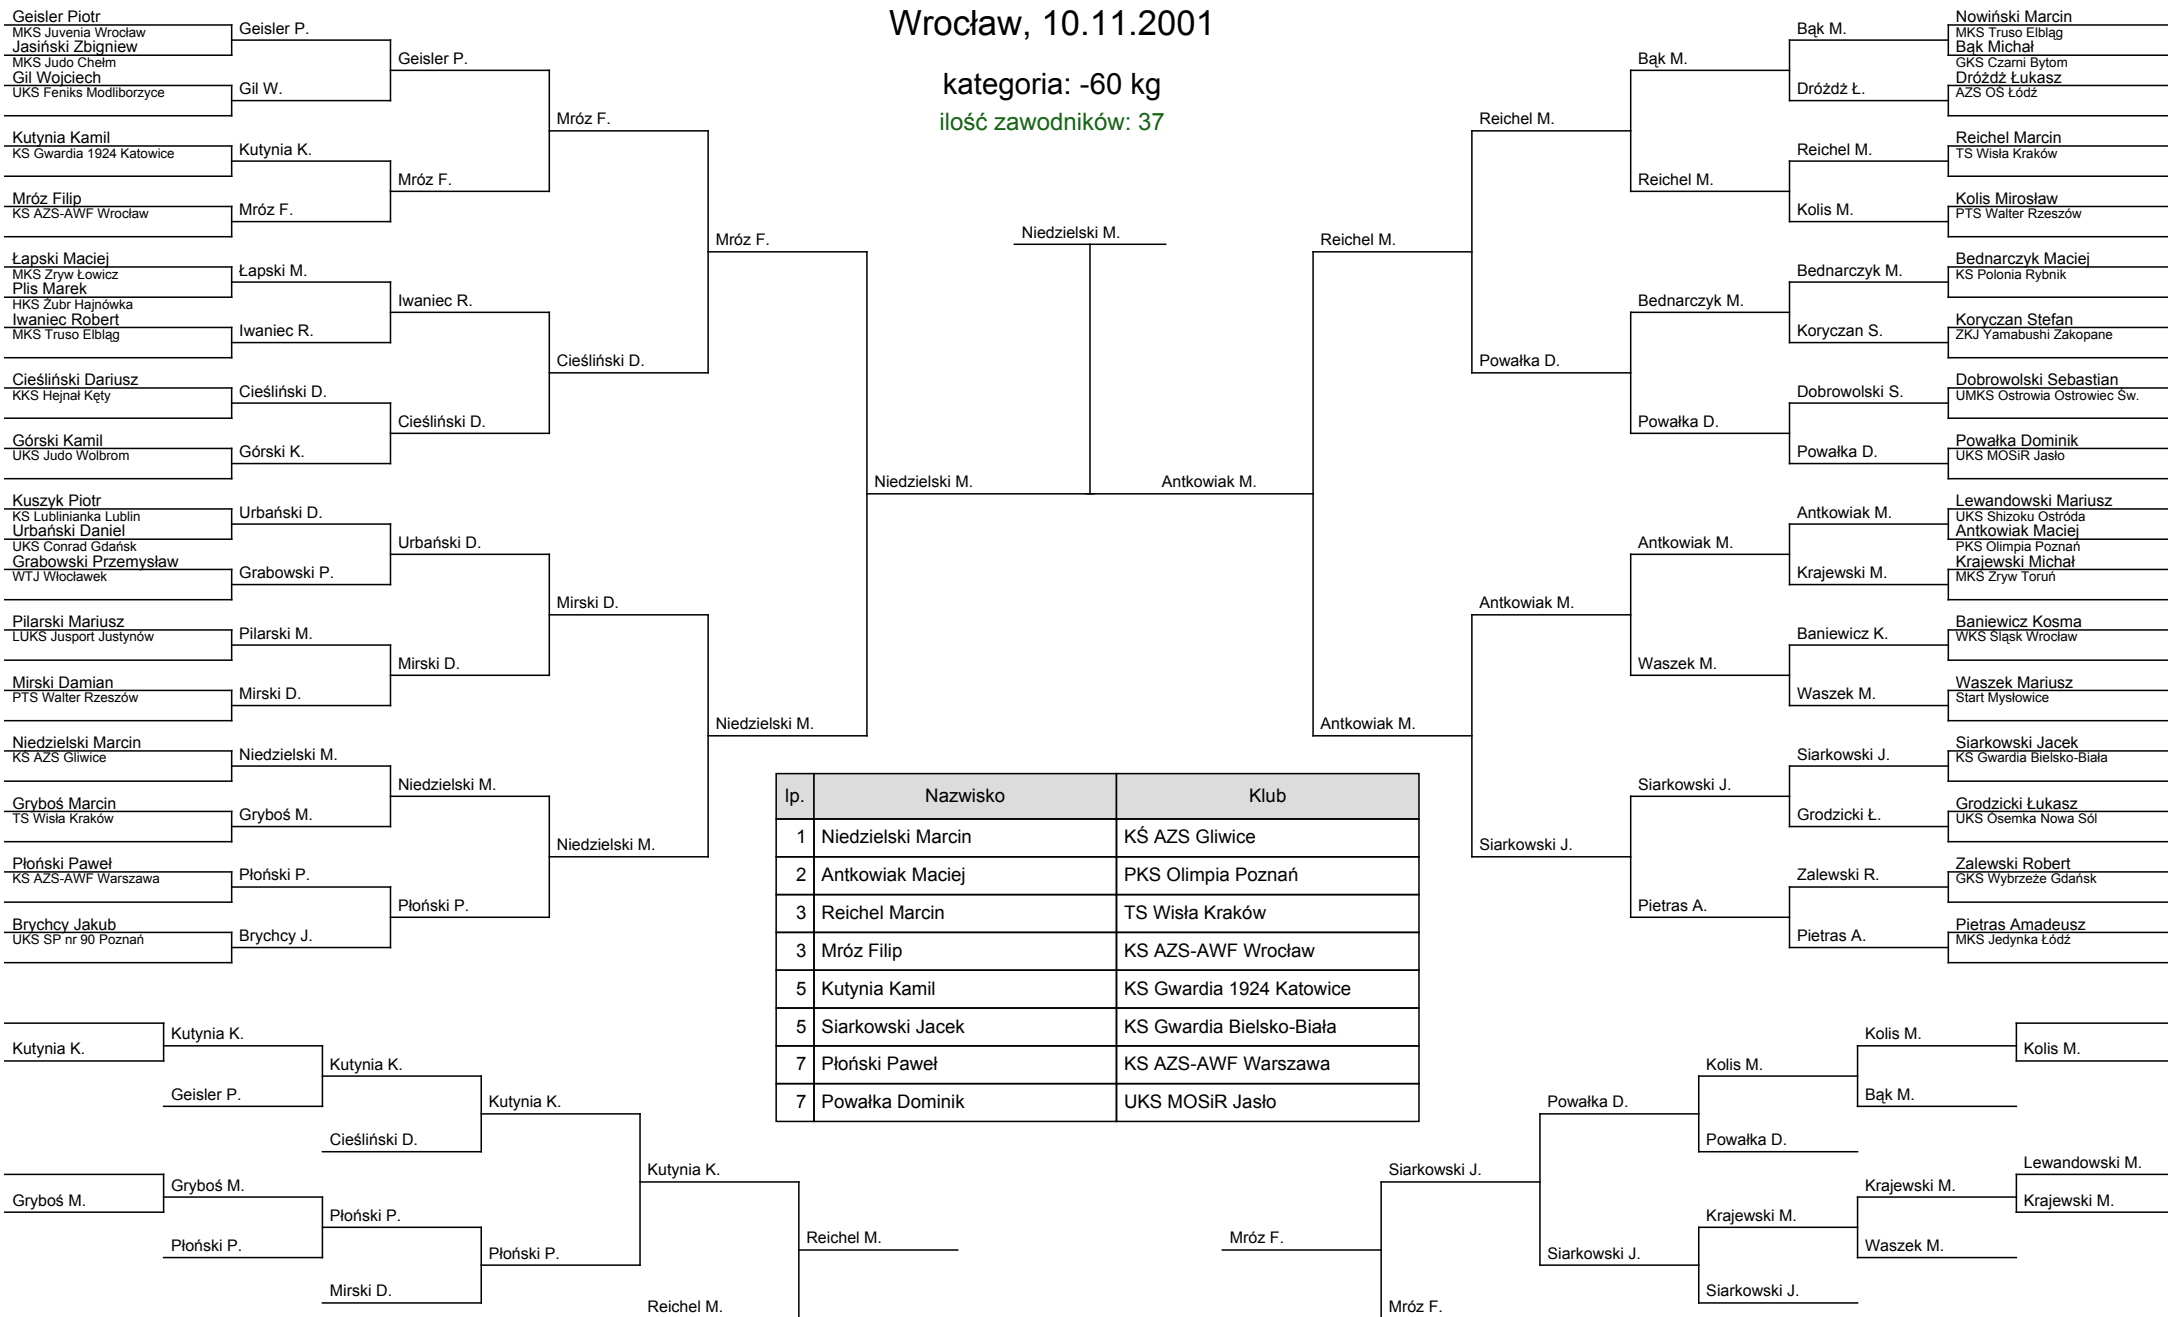 Wrocław, 10.11.2001
kategoria: -60 kg
ilość zawodników: 37
Geisler Piotr
MKS Juvenia Wrocław
Jasiński Zbigniew
MKS Judo Chełm
Gil Wojciech
UKS Feniks Modliborzyce
Kutynia Kamil
KS Gwardia 1924 Katowice
Mróz Filip
KS AZS-AWF Wrocław
Łapski Maciej
MKS Zryw Łowicz
Plis Marek
HKS Żubr Hajnówka
Iwaniec Robert
MKS Truso Elbląg
Cieśliński Dariusz
KKS Hejnał Kęty
Górski Kamil
UKS Judo Wolbrom
Kuszyk Piotr
KS Lublinianka Lublin
Urbański Daniel
UKS Conrad Gdańsk
Grabowski Przemysław
WTJ Włocławek
Pilarski Mariusz
LUKS Jusport Justynów
Mirski Damian
PTS Walter Rzeszów
Niedzielski Marcin
KŚ AZS Gliwice
Gryboś Marcin
TS Wisła Kraków
Płoński Paweł
KS AZS-AWF Warszawa
Brychcy Jakub
UKS SP nr 90 Poznań
Geisler P.
Gil W.
Kutynia K.
Mróz F.
Łapski M.
Iwaniec R.
Cieśliński D.
Górski K.
Urbański D.
Grabowski P.
Pilarski M.
Mirski D.
Niedzielski M.
Gryboś M.
Płoński P.
Brychcy J.
Geisler P.
Mróz F.
Iwaniec R.
Cieśliński D.
Urbański D.
Mirski D.
Niedzielski M.
Płoński P.
Mróz F.
Cieśliński D.
Mirski D.
Niedzielski M.
Mróz F.
Niedzielski M.
Niedzielski M.
Niedzielski M.
Antkowiak M.
Reichel M.
Antkowiak M.
Reichel M.
Powałka D.
Antkowiak M.
Siarkowski J.
Bąk M.
Reichel M.
Bednarczyk M.
Powałka D.
Antkowiak M.
Waszek M.
Siarkowski J.
Pietras A.
Bąk M.
Dróżdż Ł.
Reichel M.
Kolis M.
Bednarczyk M.
Koryczan S.
Dobrowolski S.
Powałka D.
Antkowiak M.
Krajewski M.
Baniewicz K.
Waszek M.
Siarkowski J.
Grodzicki Ł.
Zalewski R.
Pietras A.
Nowiński Marcin
MKS Truso Elbląg
Bąk Michał
GKS Czarni Bytom
Dróżdż Łukasz
AZS OŚ Łódź
Reichel Marcin
TS Wisła Kraków
Kolis Mirosław
PTS Walter Rzeszów
Bednarczyk Maciej
KS Polonia Rybnik
Koryczan Stefan
ZKJ Yamabushi Zakopane
Dobrowolski Sebastian
UMKS Ostrowia Ostrowiec Św.
Powałka Dominik
UKS MOSiR Jasło
Lewandowski Mariusz
UKS Shizoku Ostróda
Antkowiak Maciej
PKS Olimpia Poznań
Krajewski Michał
MKS Zryw Toruń
Baniewicz Kosma
WKS Śląsk Wrocław
Waszek Mariusz
Start Mysłowice
Siarkowski Jacek
KS Gwardia Bielsko-Biała
Grodzicki Łukasz
UKS Ósemka Nowa Sól
Zalewski Robert
GKS Wybrzeże Gdańsk
Pietras Amadeusz
MKS Jedynka Łódź
lp. Nazwisko Klub
1 Niedzielski Marcin KŚ AZS Gliwice
2 Antkowiak Maciej PKS Olimpia Poznań
3 Reichel Marcin TS Wisła Kraków
3 Mróz Filip KS AZS-AWF Wrocław
5 Kutynia Kamil KS Gwardia 1924 Katowice
5 Siarkowski Jacek KS Gwardia Bielsko-Biała
7 Płoński Paweł KS AZS-AWF Warszawa
7 Powałka Dominik UKS MOSiR Jasło
Kutynia K.
Gryboś M.
Kutynia K.
Geisler P.
Gryboś M.
Płoński P.
Kutynia K.
Cieśliński D.
Płoński P.
Mirski D.
Kutynia K.
Płoński P.
Kutynia K.
Reichel M.
Reichel M.
Mróz F.
Siarkowski J.
Mróz F.
Powałka D.
Siarkowski J.
Kolis M.
Powałka D.
Krajewski M.
Siarkowski J.
Kolis M.
Bąk M.
Krajewski M.
Waszek M.
Kolis M.
Lewandowski M.
Krajewski M.